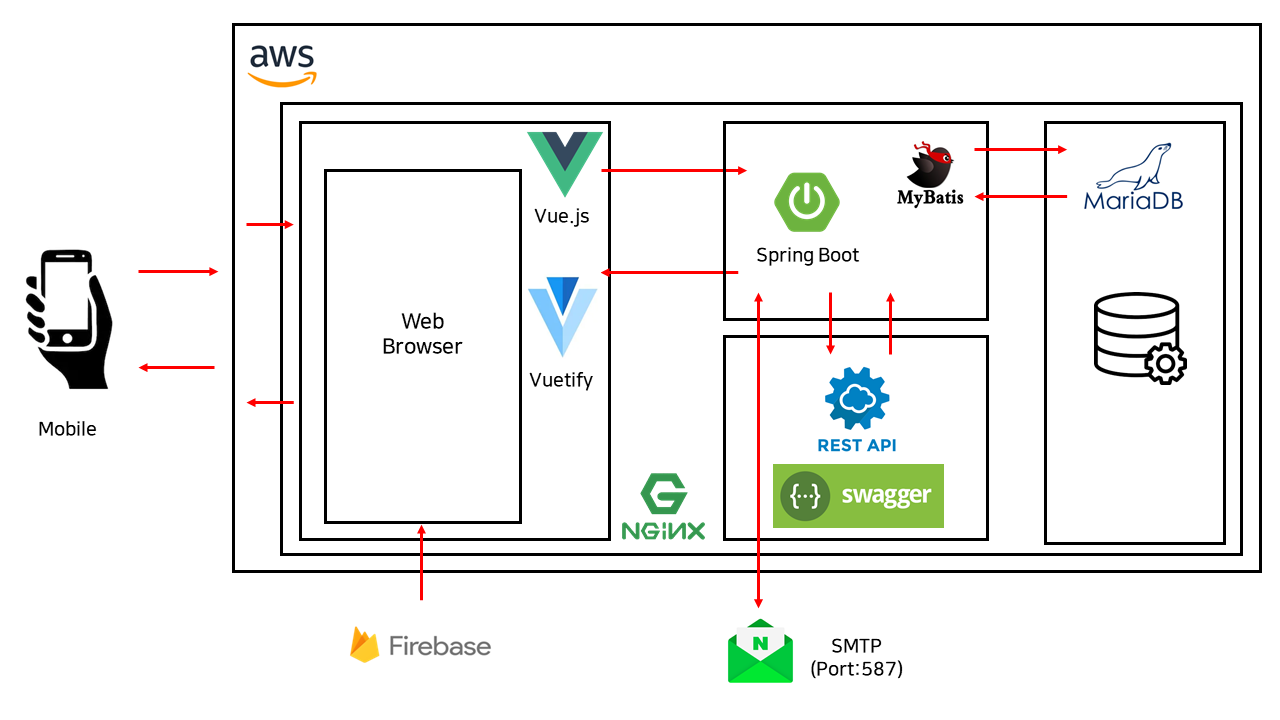 aws
Vue.js
MyBatis
MariaDB
Spring Boot
Web
Browser
Vuetify
Mobile
REST API
{···} swagger
NGINX
Firebase
N
SMTP
(Port:587)